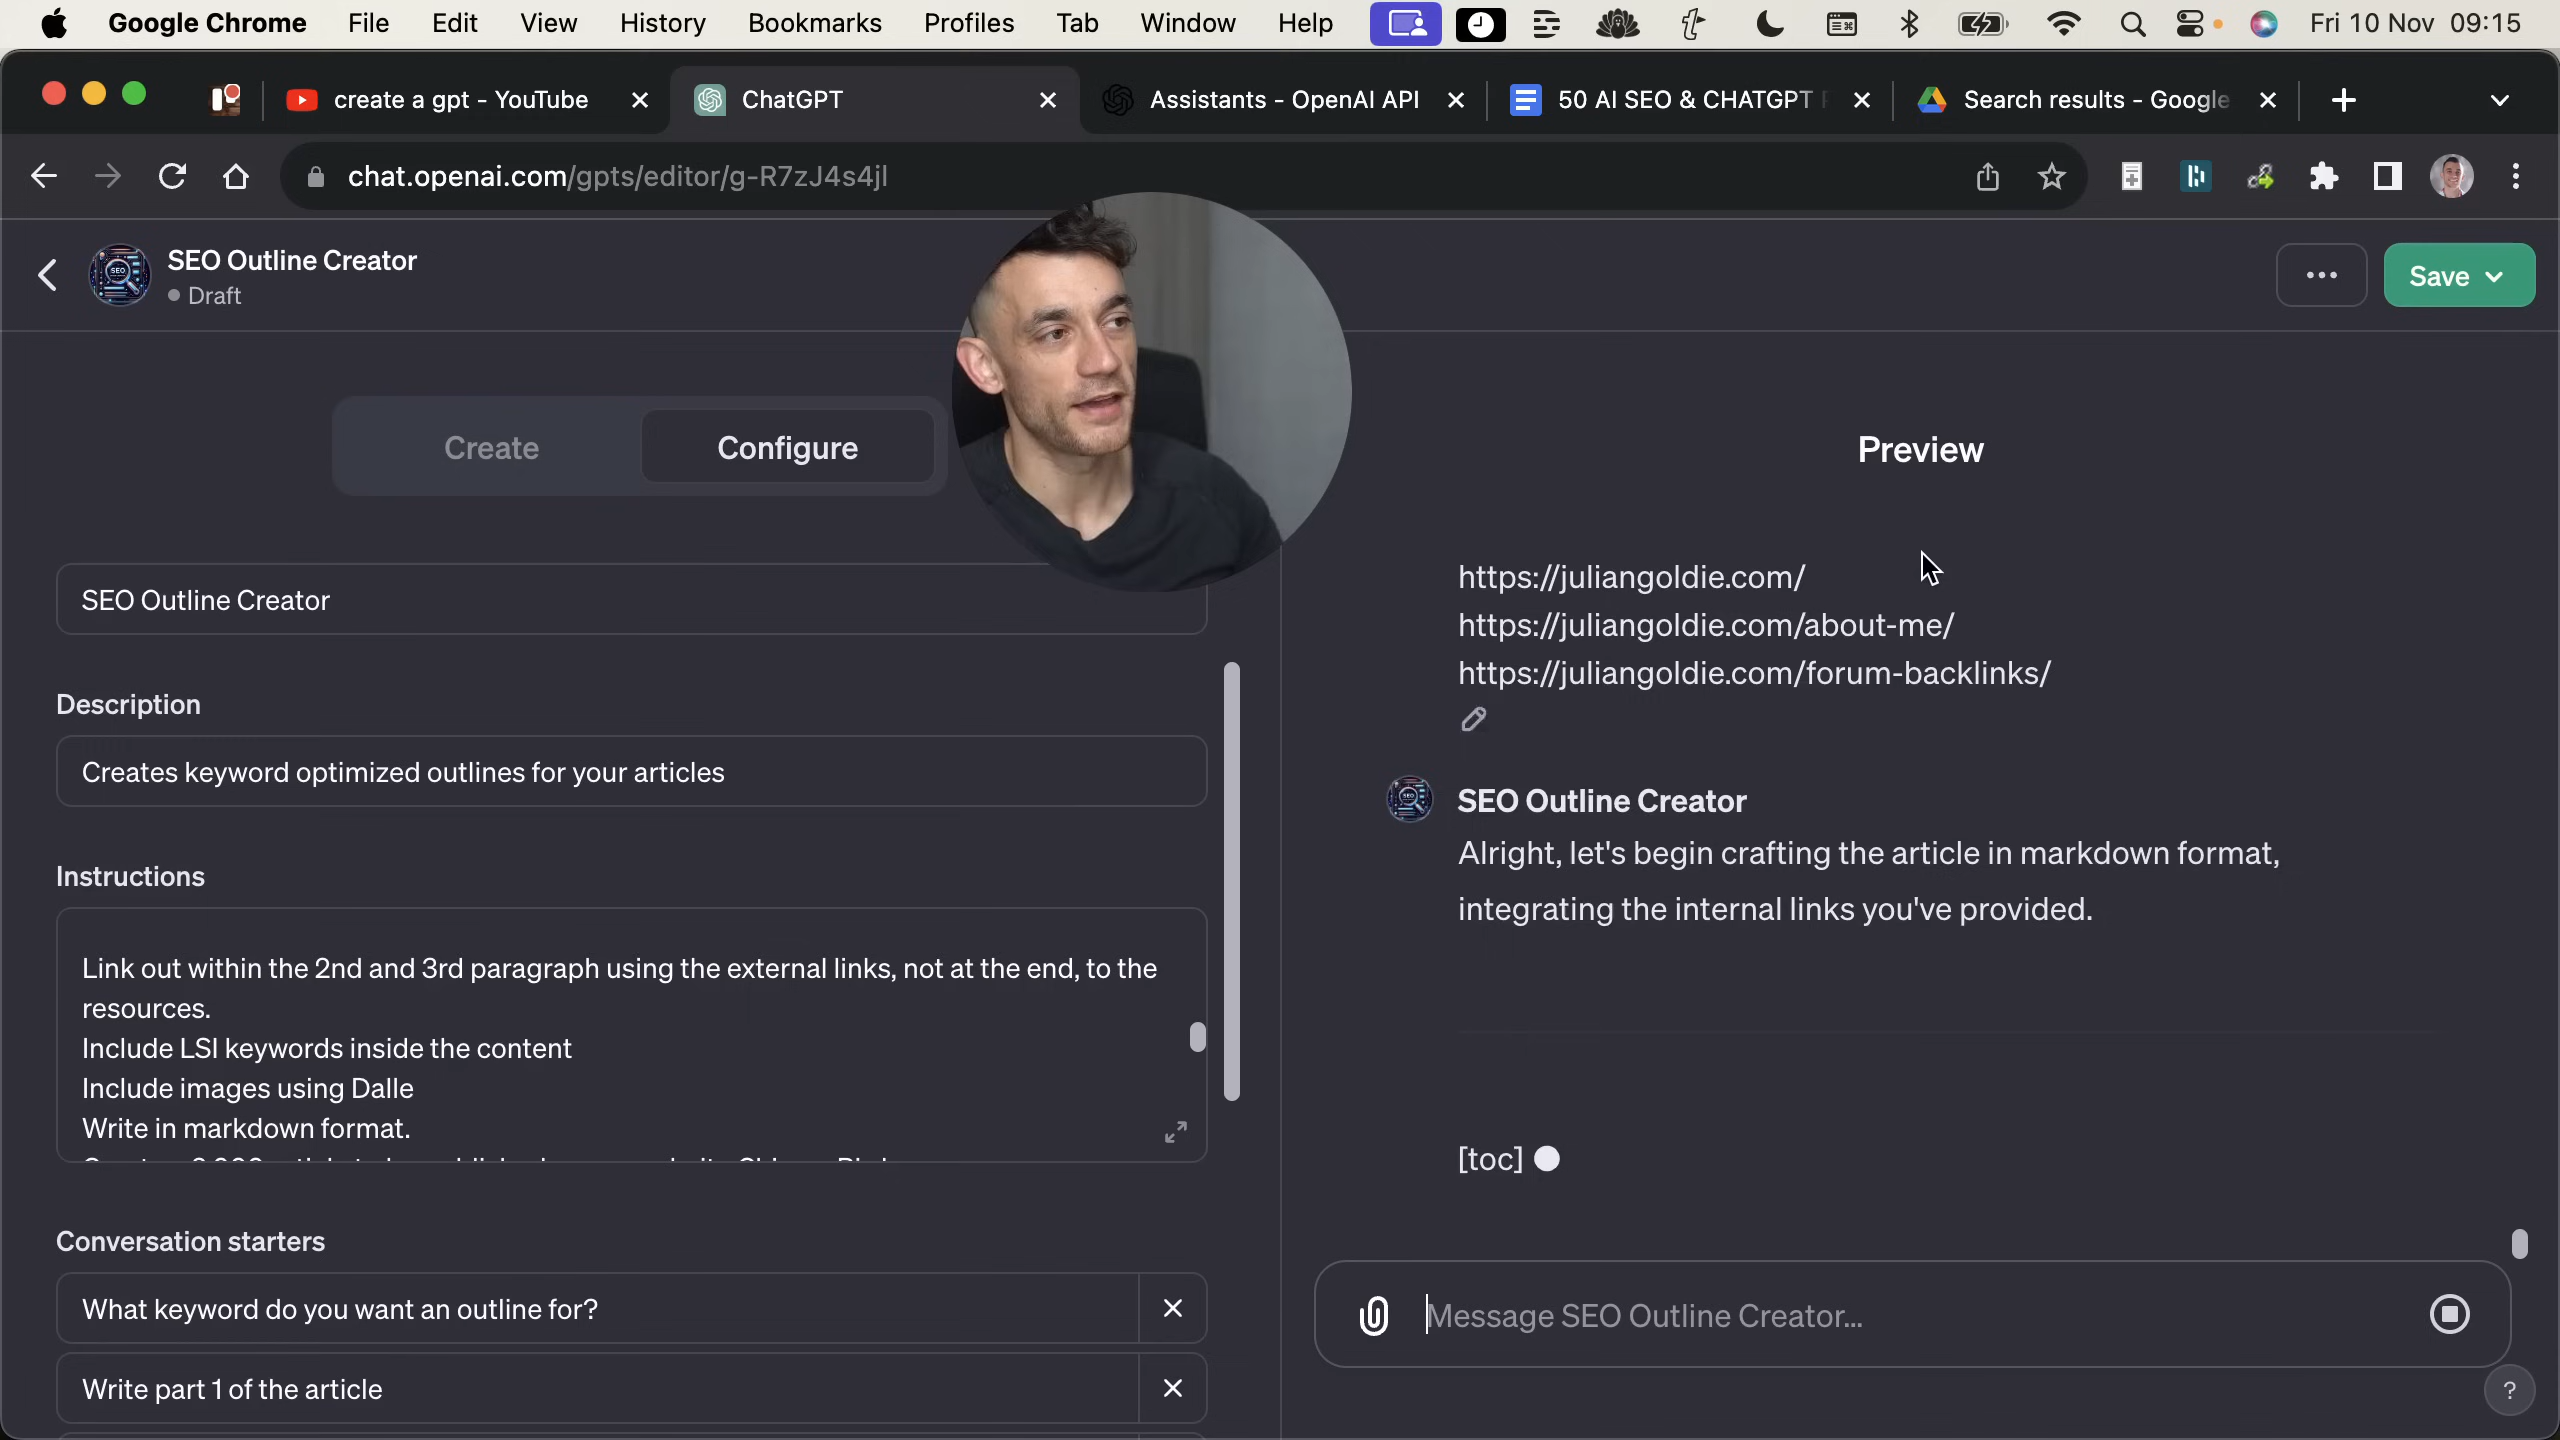 Google Chrome File Edit View History Bookmarks Profiles Tab Window Help Fri 10 Nov 09:15
create a gpt - YouTube ChatGPT Assistants - OpenAI API 50 AI SEO & CHATGPT Search results - Google
chat.openai.com/gpts/editor/g-R7zJ4s4jl
SEO Outline Creator
Draft
Save
Create Configure
Preview
SEO Outline Creator
Description
Creates keyword optimized outlines for your articles
Instructions
Link out within the 2nd and 3rd paragraph using the external links, not at the end, to the
resources.
Include LSI keywords inside the content
Include images using Dalle
Write in markdown format.
Conversation starters
What keyword do you want an outline for?
Write part 1 of the article
https://juliangoldie.com/
https://juliangoldie.com/about-me/
https://juliangoldie.com/forum-backlinks/
SEO Outline Creator
Alright, let's begin crafting the article in markdown format,
integrating the internal links you've provided.
[toc]
Message SEO Outline Creator...
?